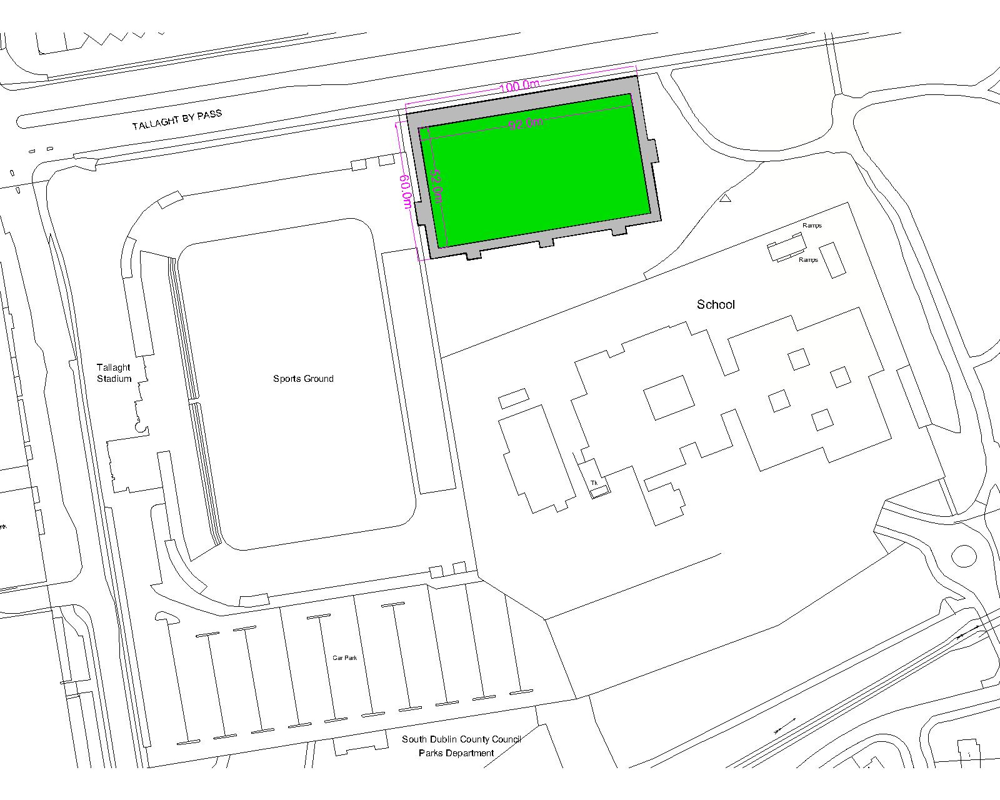 100.0m
TALLAGHT BY PASS
92.0m
60.0m
52.0m
Ramps
Ramps
School
Tallaght
Stadium
Sports Ground
Tk
Car Park
South Dublin County Council
Parks Department